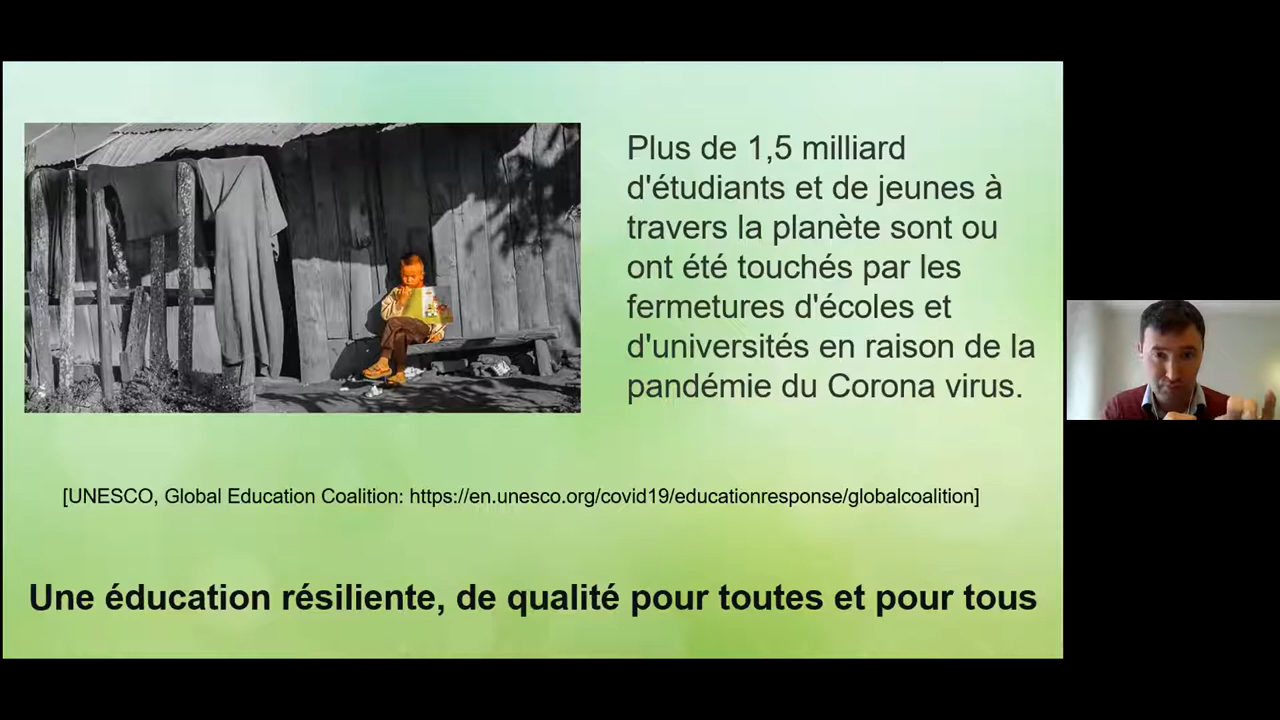 Plus de 1,5 milliard
d'étudiants et de jeunes à
travers la planète sont ou
ont été touchés par les
fermetures d'écoles et
d'universités en raison de la
pandémie du Corona virus.
[UNESCO, Global Education Coalition: https://en.unesco.org/covid19/educationresponse/globalcoalition]
Une éducation résiliente, de qualité pour toutes et pour tous